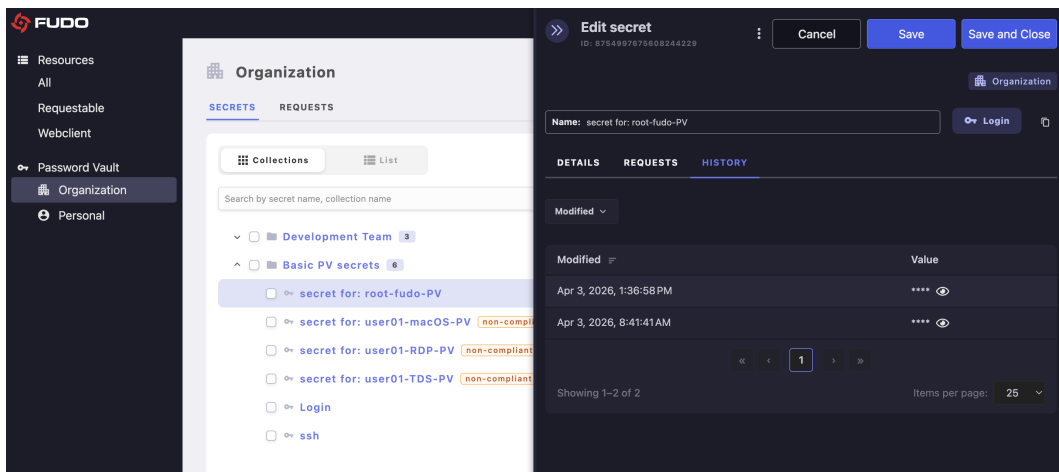 FUDO
Resources
All
Requestable
Webclient
Password Vault
Organization
Personal
Organization
SECRETS REQUESTS
Collections List
Search by secret name, collection name
Development Team 3
Basic PV secrets 6
secret for: root-fudo-PV
secret for: user01-macOS-PV non-compli
secret for: user01-RDP-PV non-compliant
secret for: user01-TDS-PV non-compliant
Login
ssh
Edit secret
ID: 8754997675608244229
Cancel Save Save and Close
Organization
Name: secret for: root-fudo-PV
Login
DETAILS REQUESTS HISTORY
Modified
Modified Value
Apr 3, 2026, 1:36:58 PM ****
Apr 3, 2026, 8:41:41 AM ****
« ‹ 1 › »
Showing 1–2 of 2 Items per page: 25